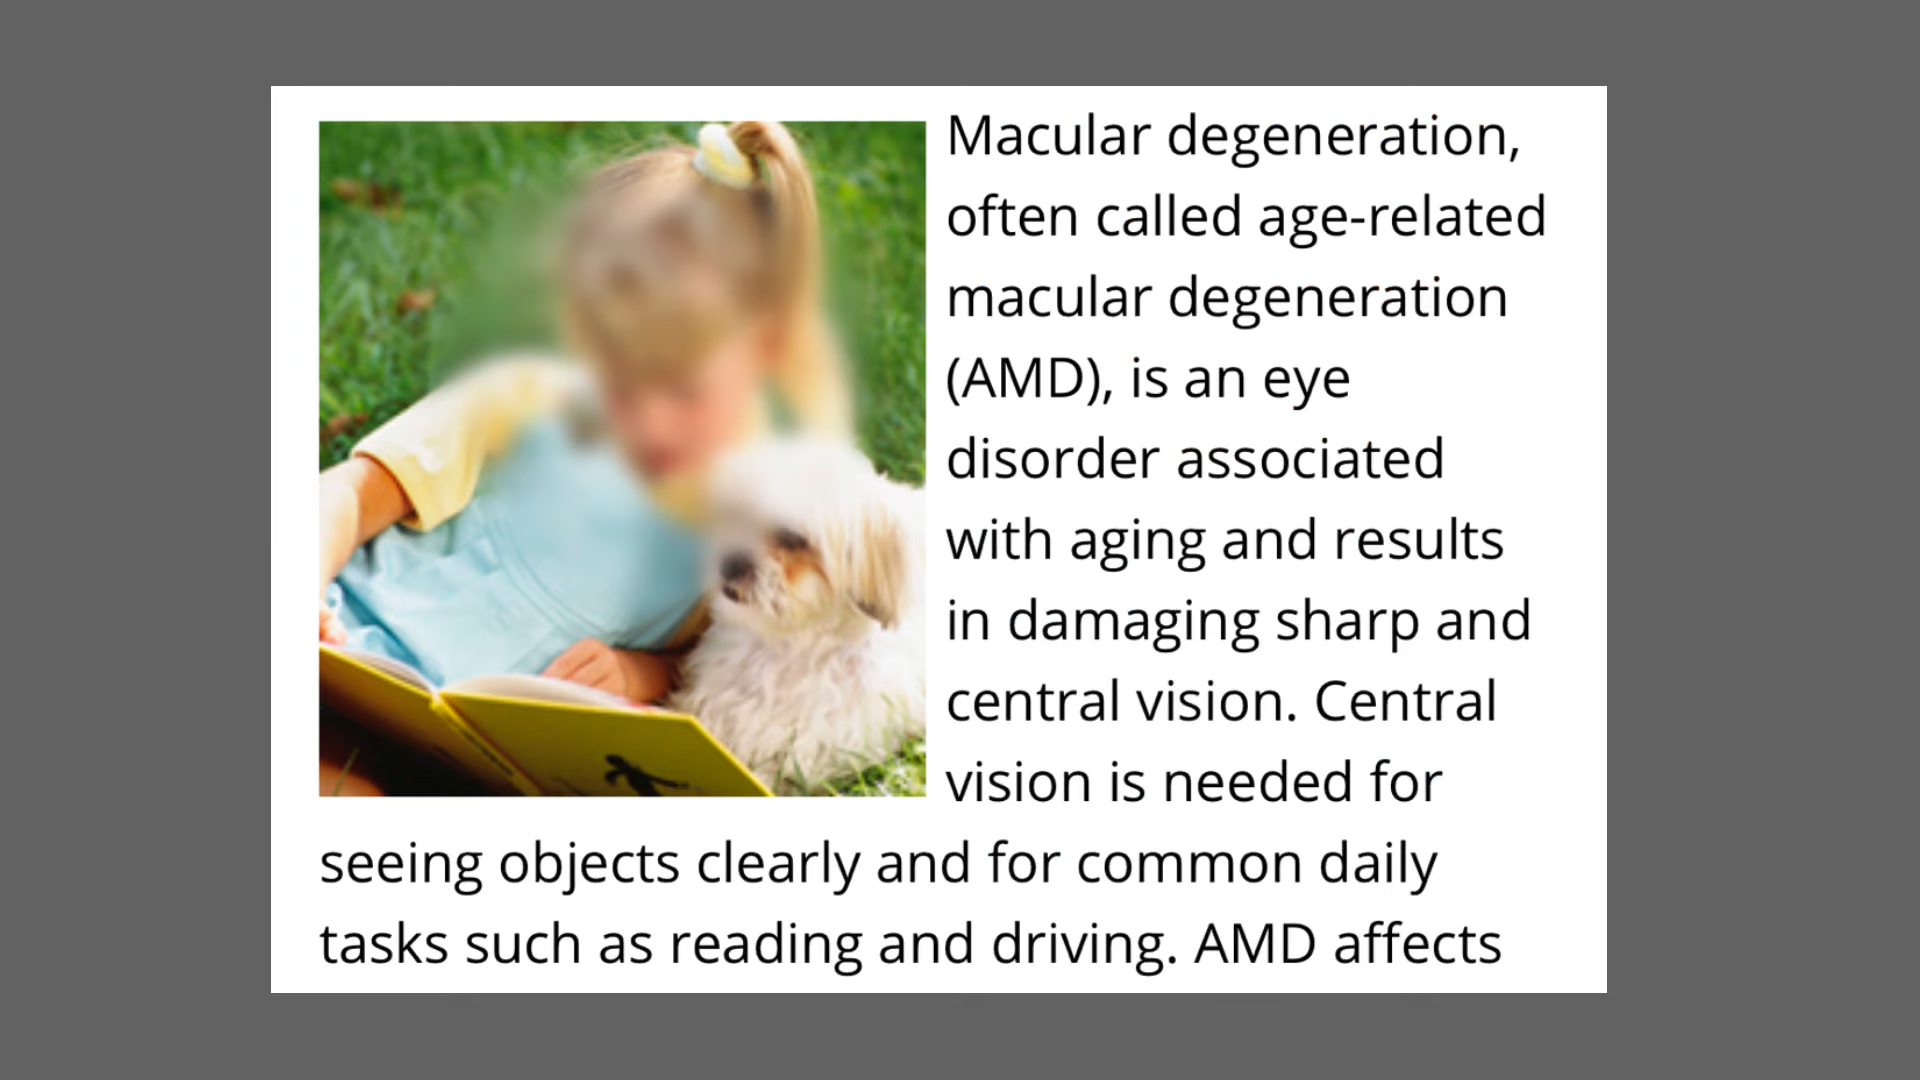 Macular degeneration,
often called age-related
macular degeneration
(AMD), is an eye
disorder associated
with aging and results
in damaging sharp and
central vision. Central
vision is needed for
seeing objects clearly and for common daily
tasks such as reading and driving. AMD affects